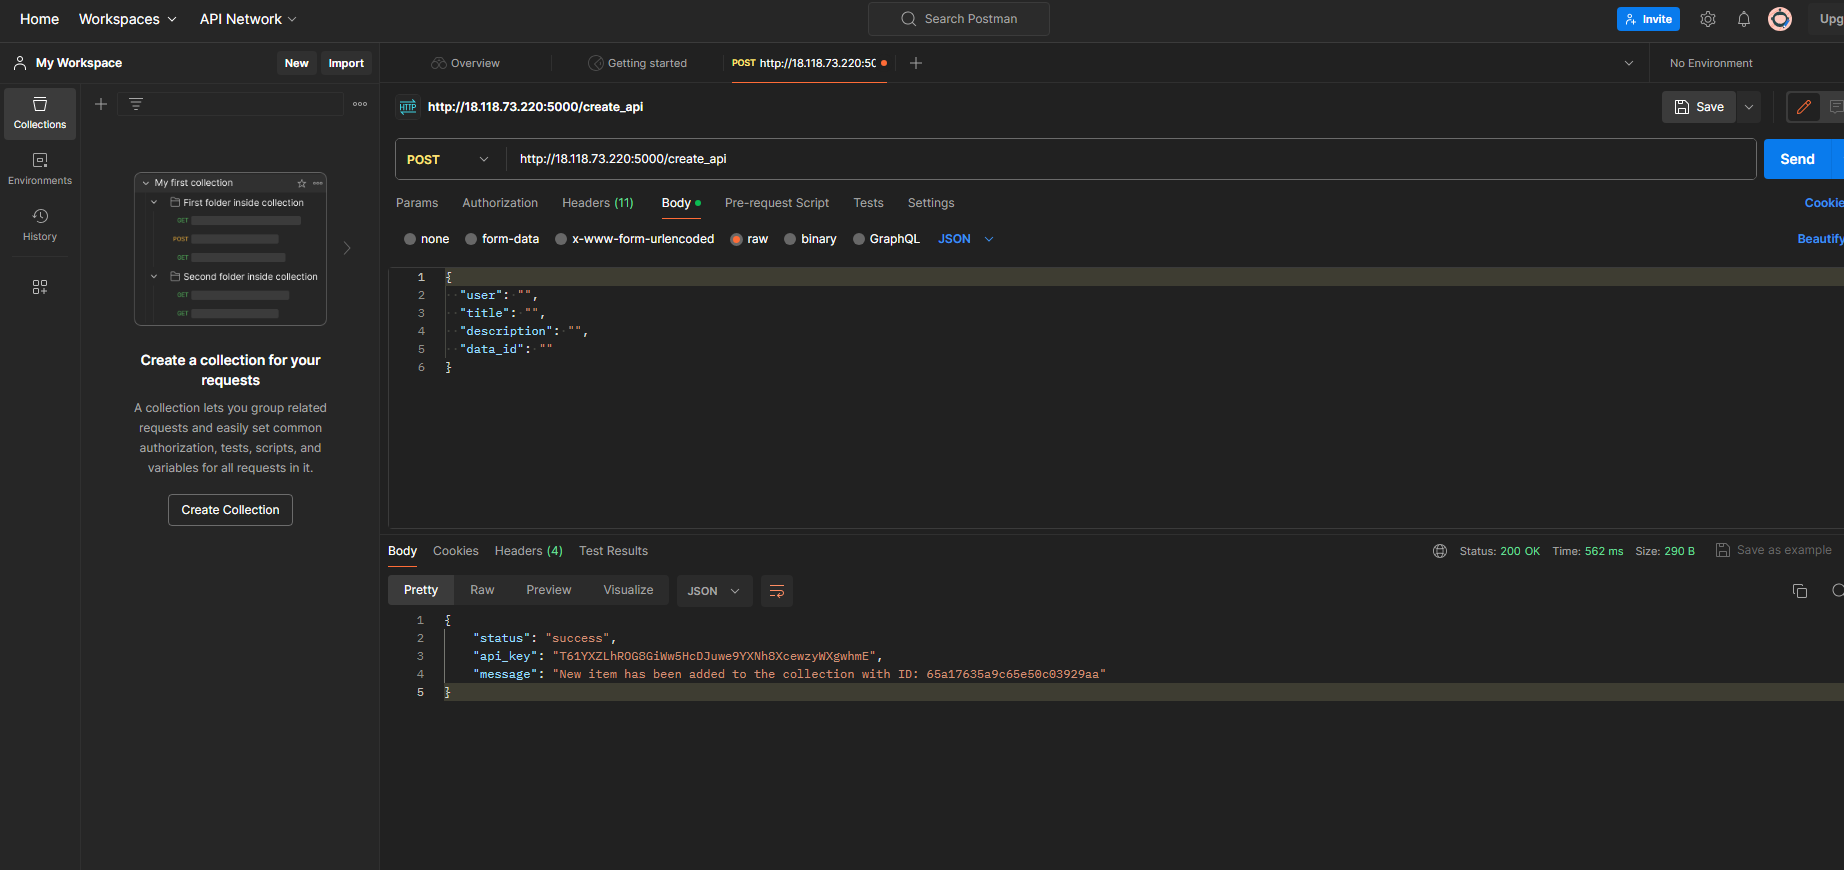 Home Workspaces API Network Search Postman Invite Upg
My Workspace New Import Overview Getting started POST http://18.118.73.220:50 No Environment
Collections
Environments
History
My first collection
First folder inside collection
GET
POST
GET
Second folder inside collection
GET
GET
Create a collection for your
requests
A collection lets you group related
requests and easily set common
authorization, tests, scripts, and
variables for all requests in it.
Create Collection
HTTP http://18.118.73.220:5000/create_api Save
POST http://18.118.73.220:5000/create_api Send
Params Authorization Headers (11) Body Pre-request Script Tests Settings Cookie
none form-data x-www-form-urlencoded raw binary GraphQL JSON Beautify
1 {
2 "user": "",
3 "title": "",
4 "description": "",
5 "data_id": ""
6 }
Body Cookies Headers (4) Test Results Status: 200 OK Time: 562 ms Size: 290 B Save as example
Pretty Raw Preview Visualize JSON
1 {
2 "status": "success",
3 "api_key": "T61YXZLhROG8GiWw5HcDJuwe9YXNh8XcewzyWXgwhmE",
4 "message": "New item has been added to the collection with ID: 65a17635a9c65e50c03929aa"
5 }